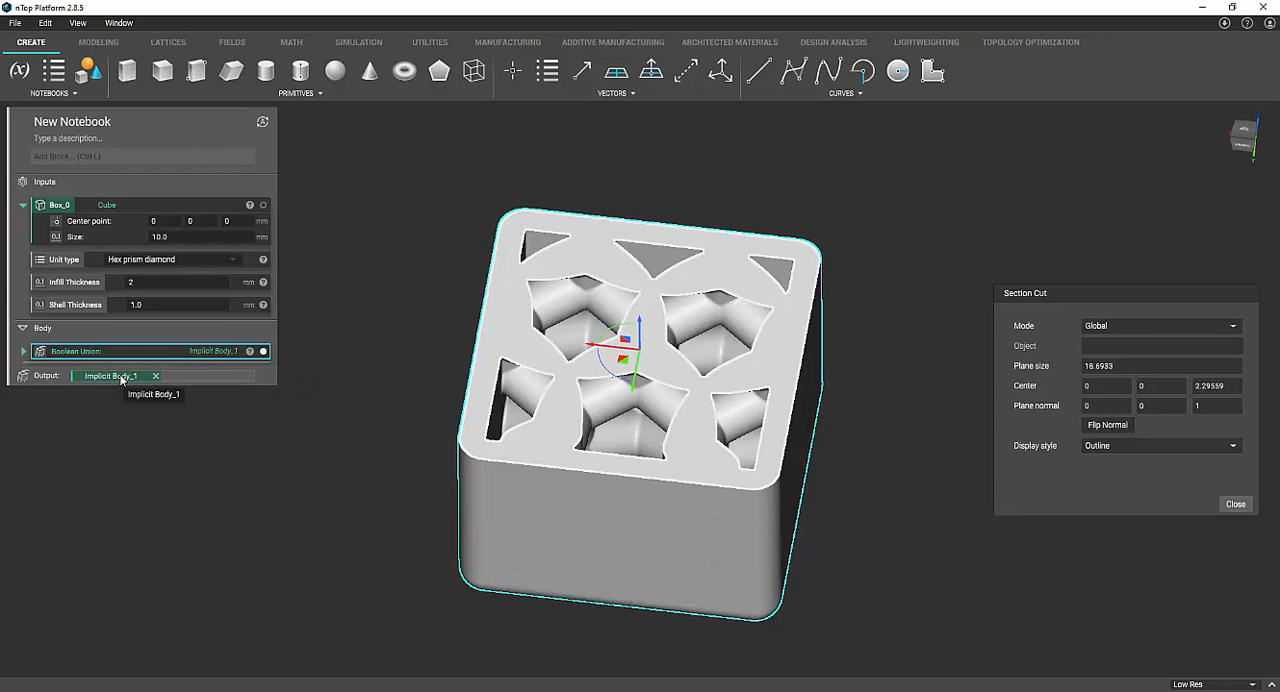 nTop Platform 2.8.5
File Edit View Window
CREATE MODELING LATTICES FIELDS MATH SIMULATION UTILITIES MANUFACTURING ADDITIVE MANUFACTURING ARCHITECTED MATERIALS DESIGN ANALYSIS LIGHTWEIGHTING TOPOLOGY OPTIMIZATION
NOTEBOOKS PRIMITIVES VECTORS CURVES
New Notebook
Type a description...
Add Block... (Ctrl-L)
Inputs
Box_0 Cube
Center point: 0 0 0 mm
Size: 10.0 mm
Unit type Hex prism diamond
Infill Thickness 2 mm
Shell Thickness 1.0 mm
Body
Boolean Union: Implicit Body_1
Output: Implicit Body_1
Implicit Body_1
Section Cut
Mode Global
Object
Plane size 18.6933
Center 0 0 2.29559
Plane normal 0 0 1
Flip Normal
Display style Outline
Close
Low Res